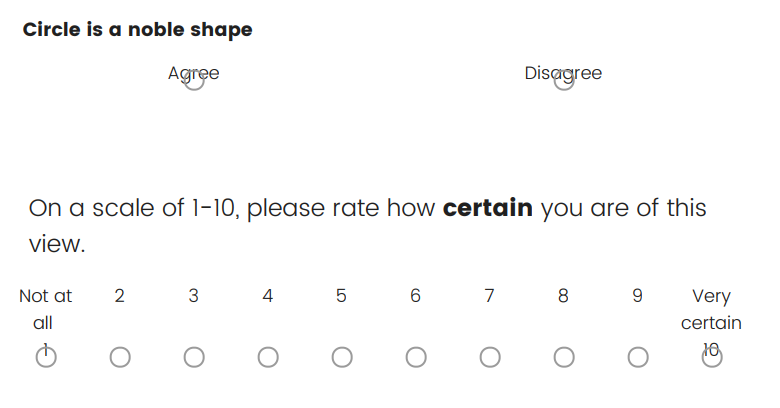 Circle is a noble shape
Agree Disagree
On a scale of 1-10, please rate how certain you are of this
view.
Not at 2 3 4 5 6 7 8 9 Very
all certain
1 10